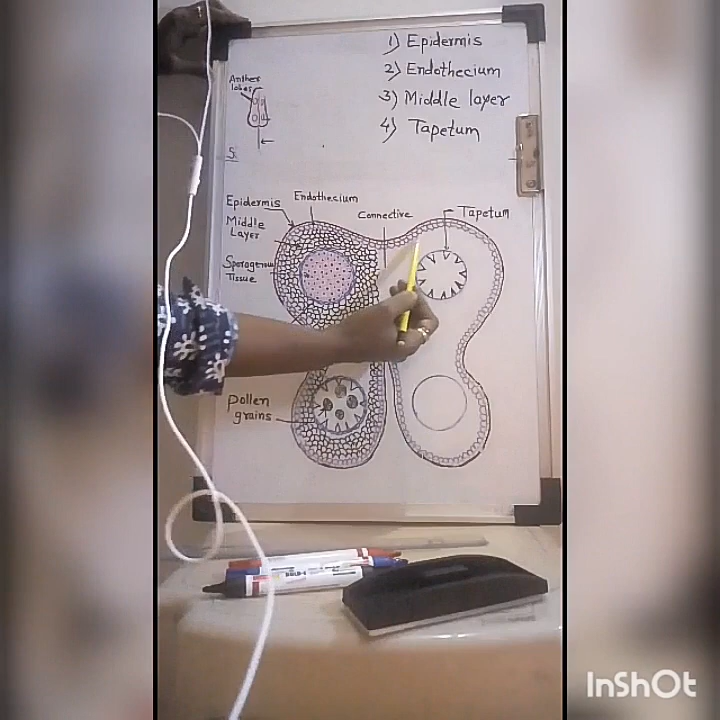 1) Epidermis
2) Endothecium
3) Middle layer
4) Tapetum
Anther
lobes
S.
Epidermis
Endothecium
Connective
Tapetum
Middle
Layer
Sporogenous
Tissue
Pollen
grains
InShOt